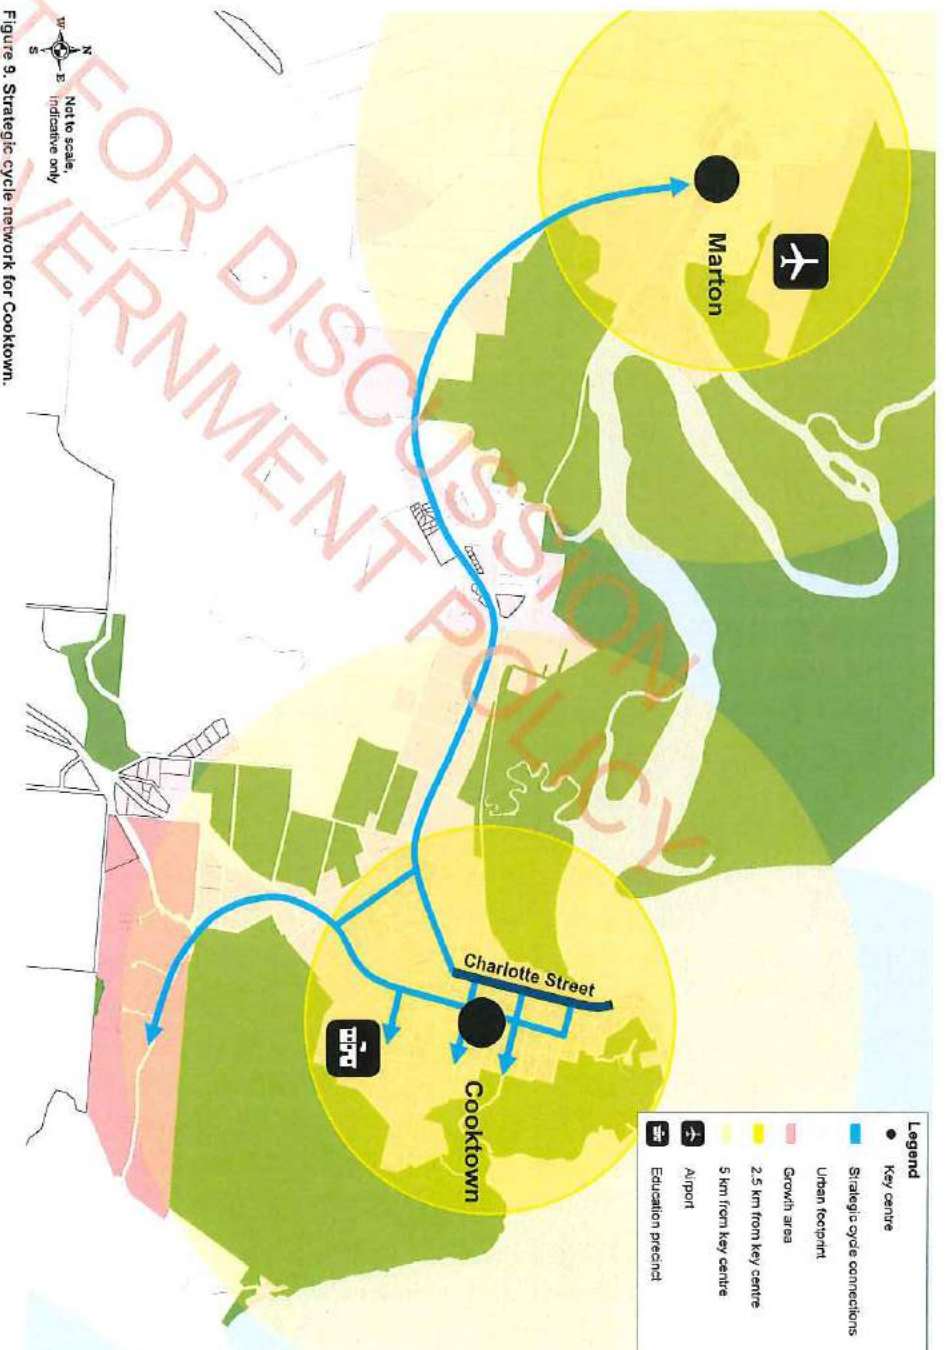 Marton
Charlotte Street
Cooktown
Legend
Key centre
Strategic cycle connections
Urban footprint
Growth area
2.5 km from key centre
5 km from key centre
Airport
Education precinct
N
W
E
S
Not to scale,
indicative only
Figure 9. Strategic cycle network for Cooktown.
T FOR DISCUSSION
VERNMENT POLICY